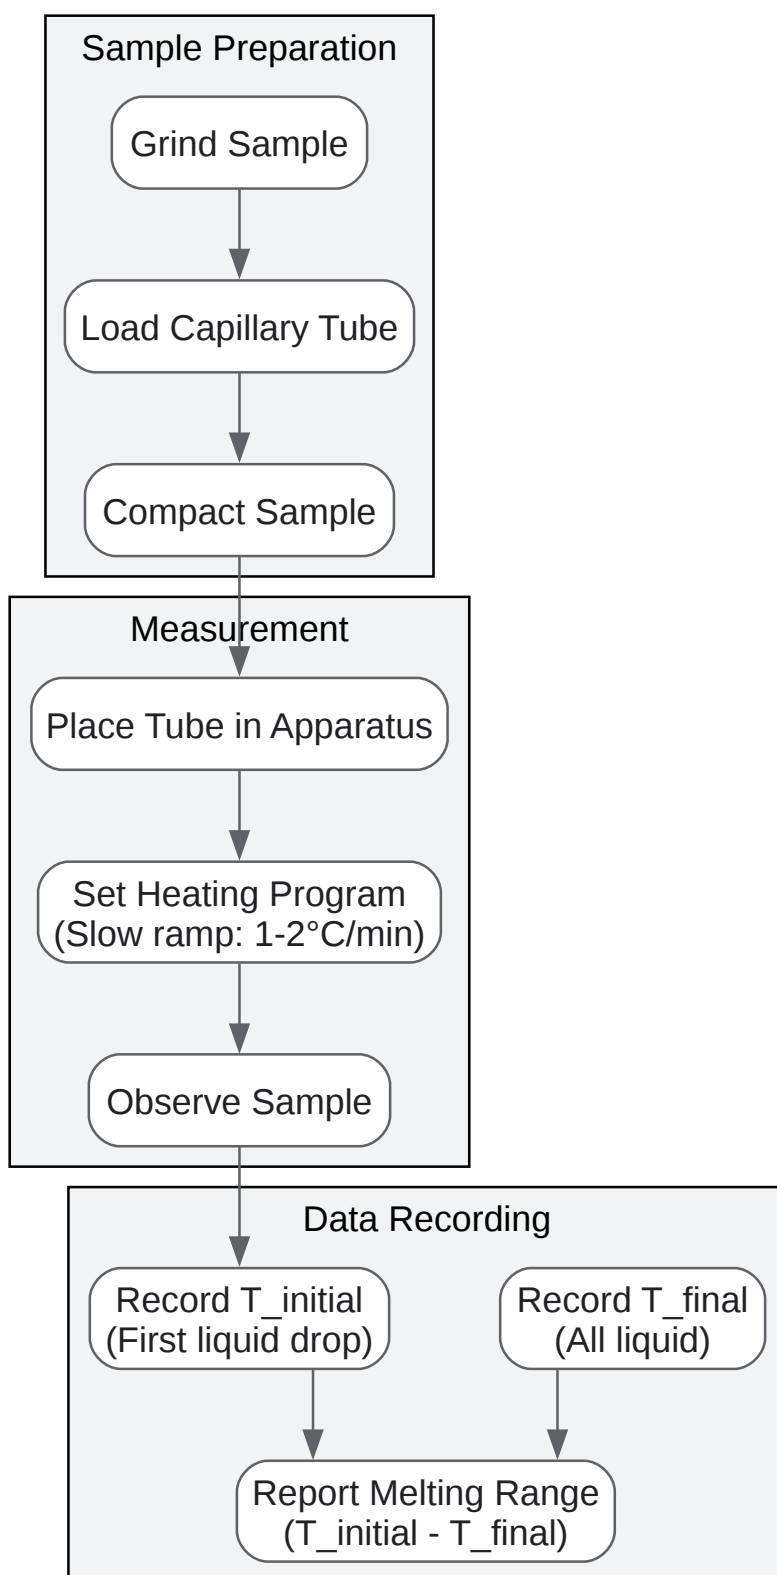 Sample Preparation
Grind Sample
Load Capillary Tube
Compact Sample
Measurement
Place Tube in Apparatus
Set Heating Program
(Slow ramp: 1-2°C/min)
Observe Sample
Data Recording
Record T_initial
(First liquid drop)
Record T_final
(All liquid)
Report Melting Range
(T_initial - T_final)